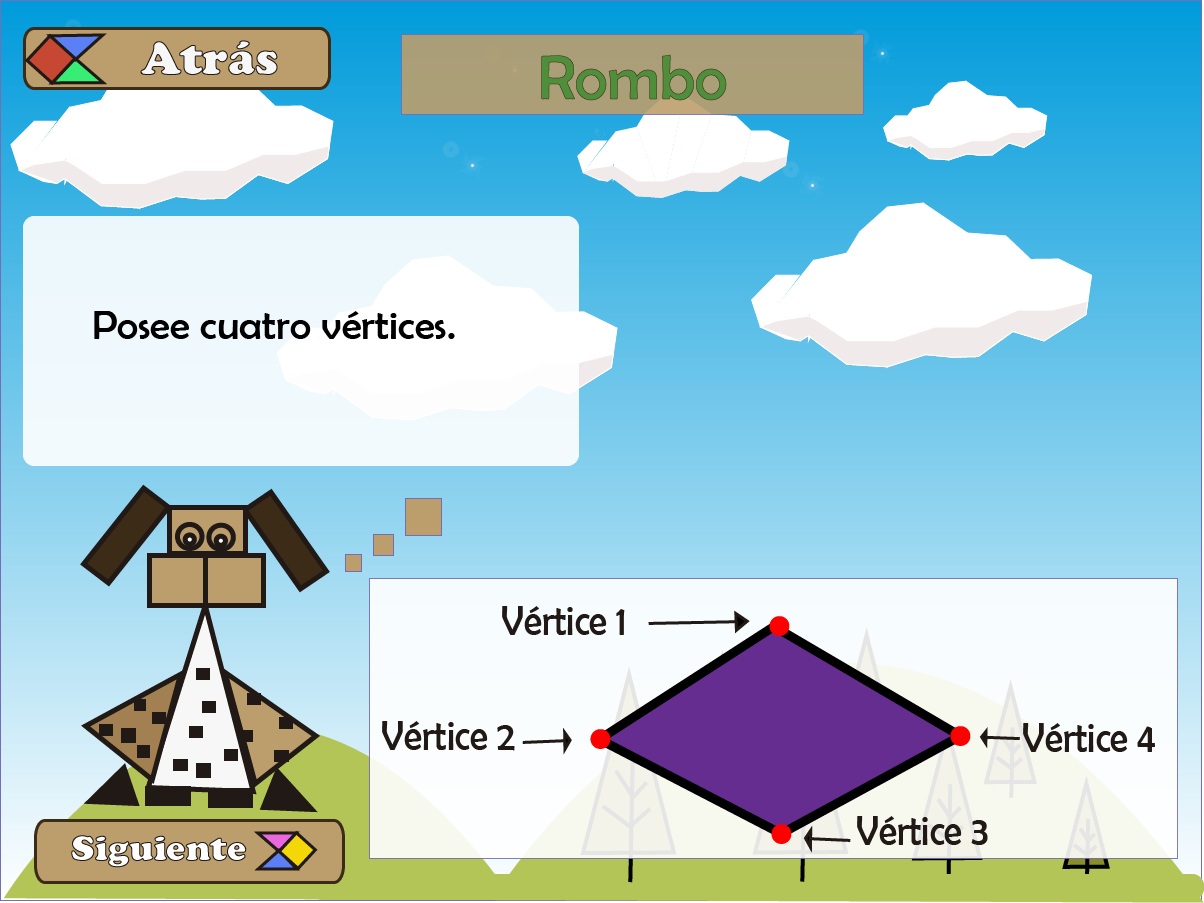 Atrás
Rombo
Posee cuatro vértices.
Vértice 1
Vértice 2
Vértice 4
Vértice 3
Siguiente